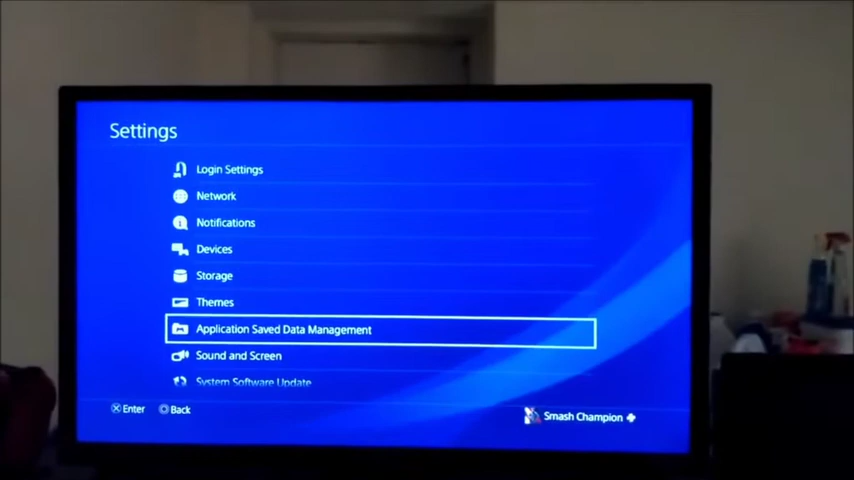 Settings
Login Settings
Network
Notifications
Devices
Storage
Themes
Application Saved Data Management
Sound and Screen
System Software Update
Enter Back
Smash Champion